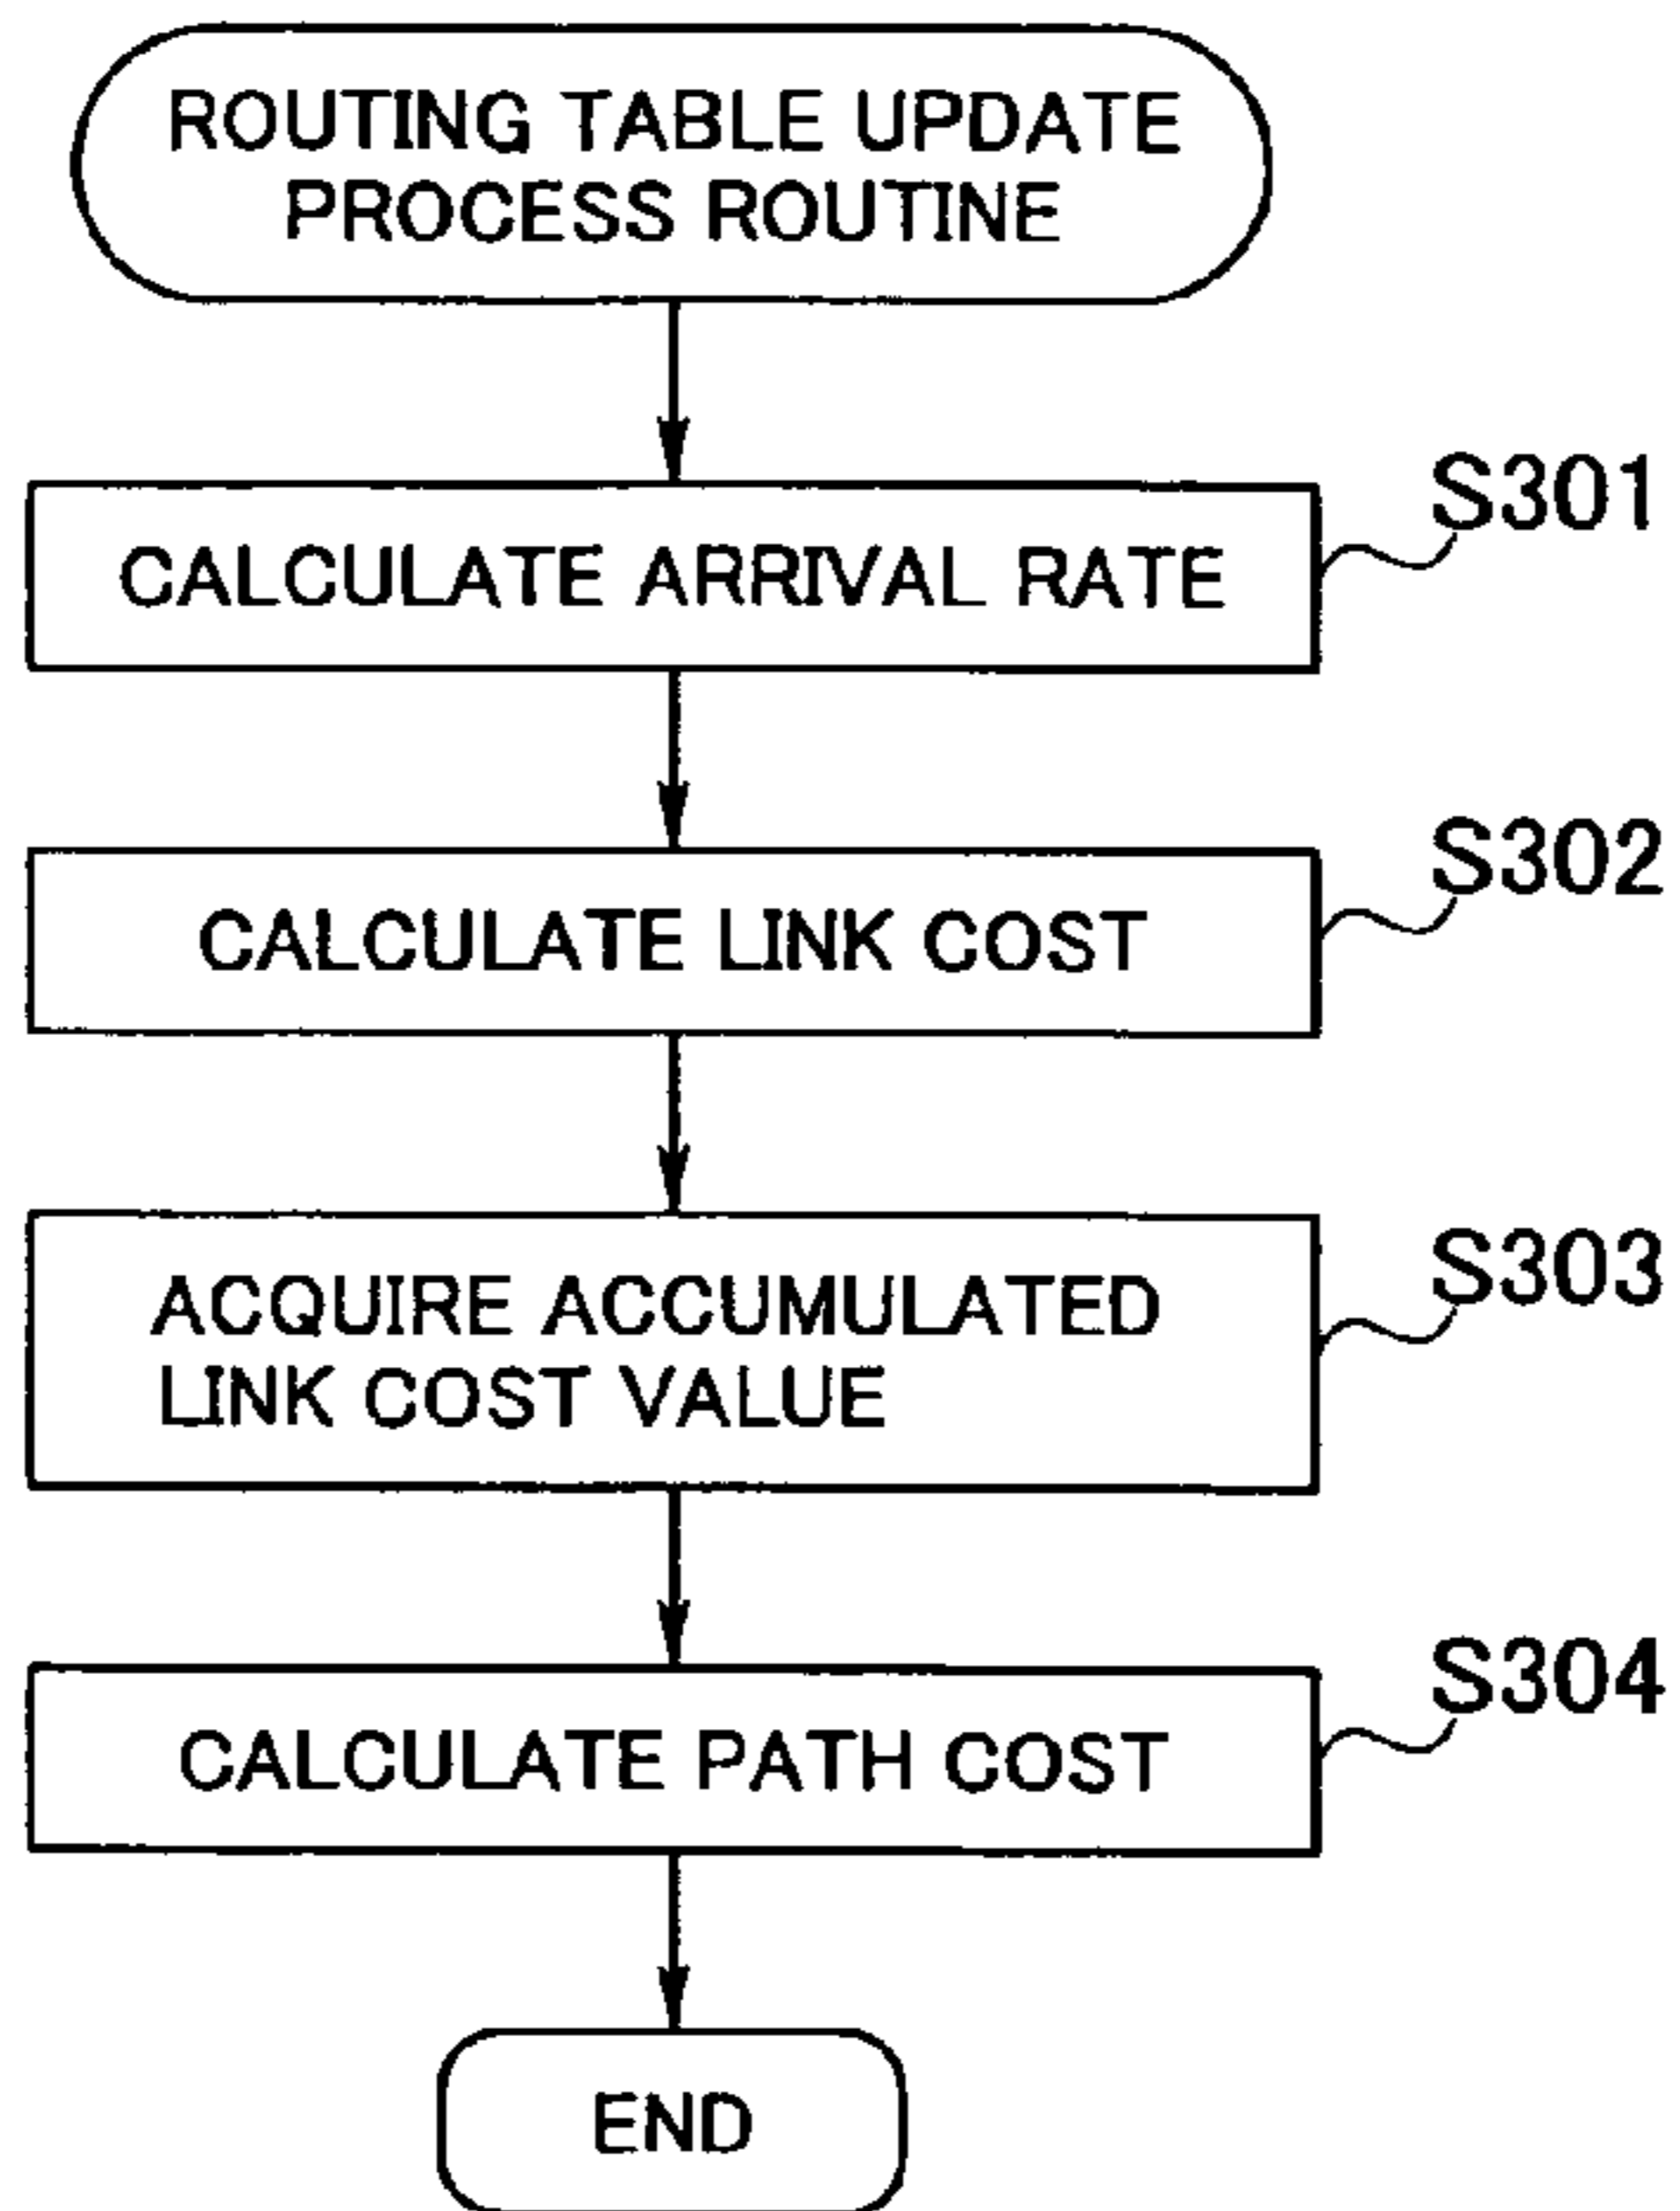 ROUTING TABLE UPDATE
PROCESS ROUTINE
S301
CALCULATE ARRIVAL RATE
S302
CALCULATE LINK COST
S303
ACQUIRE ACCUMULATED
LINK COST VALUE
S304
CALCULATE PATH COST
END